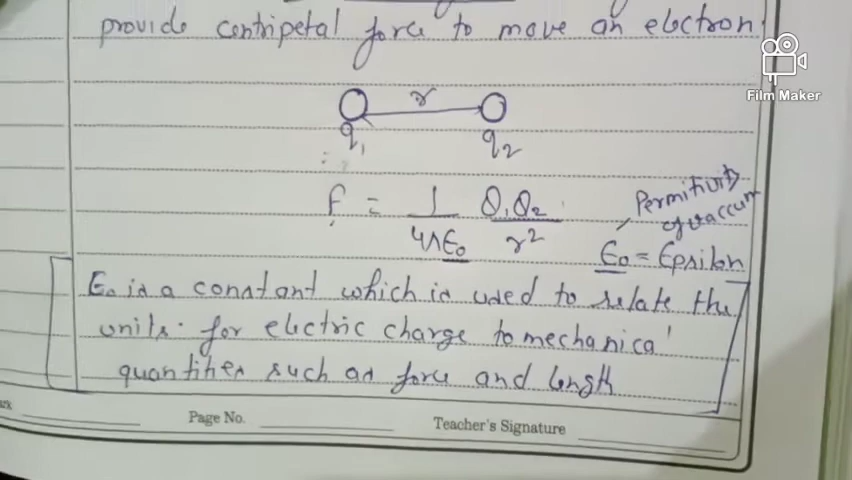 provide centripetal force to move an electron
Film Maker
r
q1 q2
F = 1/4πε0 Q1Q2/r2
Permitivity of vaccum
ε0 = Epsilon
E0 is a constant which is used to relate the
units. for electric charge to mechanical
quantities such as force and length
Page No.
Teacher's Signature